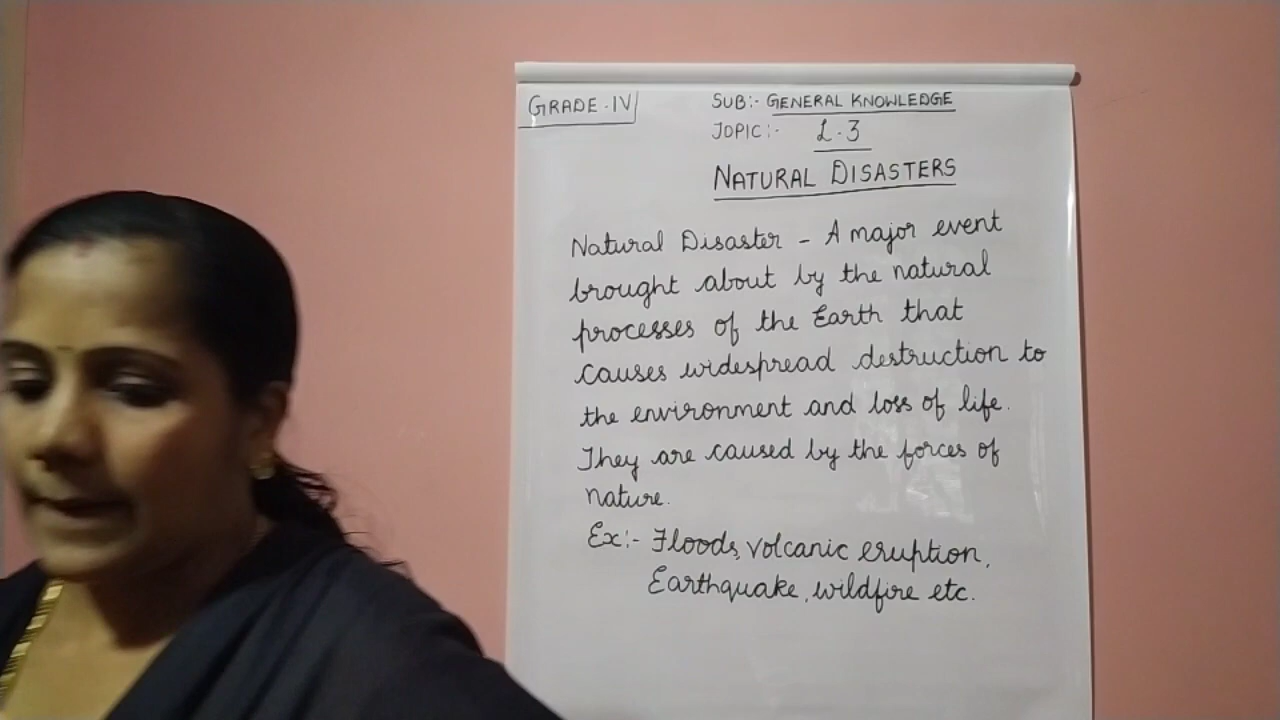 GRADE-IV
SUB:- GENERAL KNOWLEDGE
TOPIC:- L.3
NATURAL DISASTERS
Natural Disaster - A major event
brought about by the natural
processes of the Earth that
causes widespread destruction to
the environment and loss of life.
They are caused by the forces of
nature.
Ex:- Floods, volcanic eruption,
Earthquake, wildfire etc.